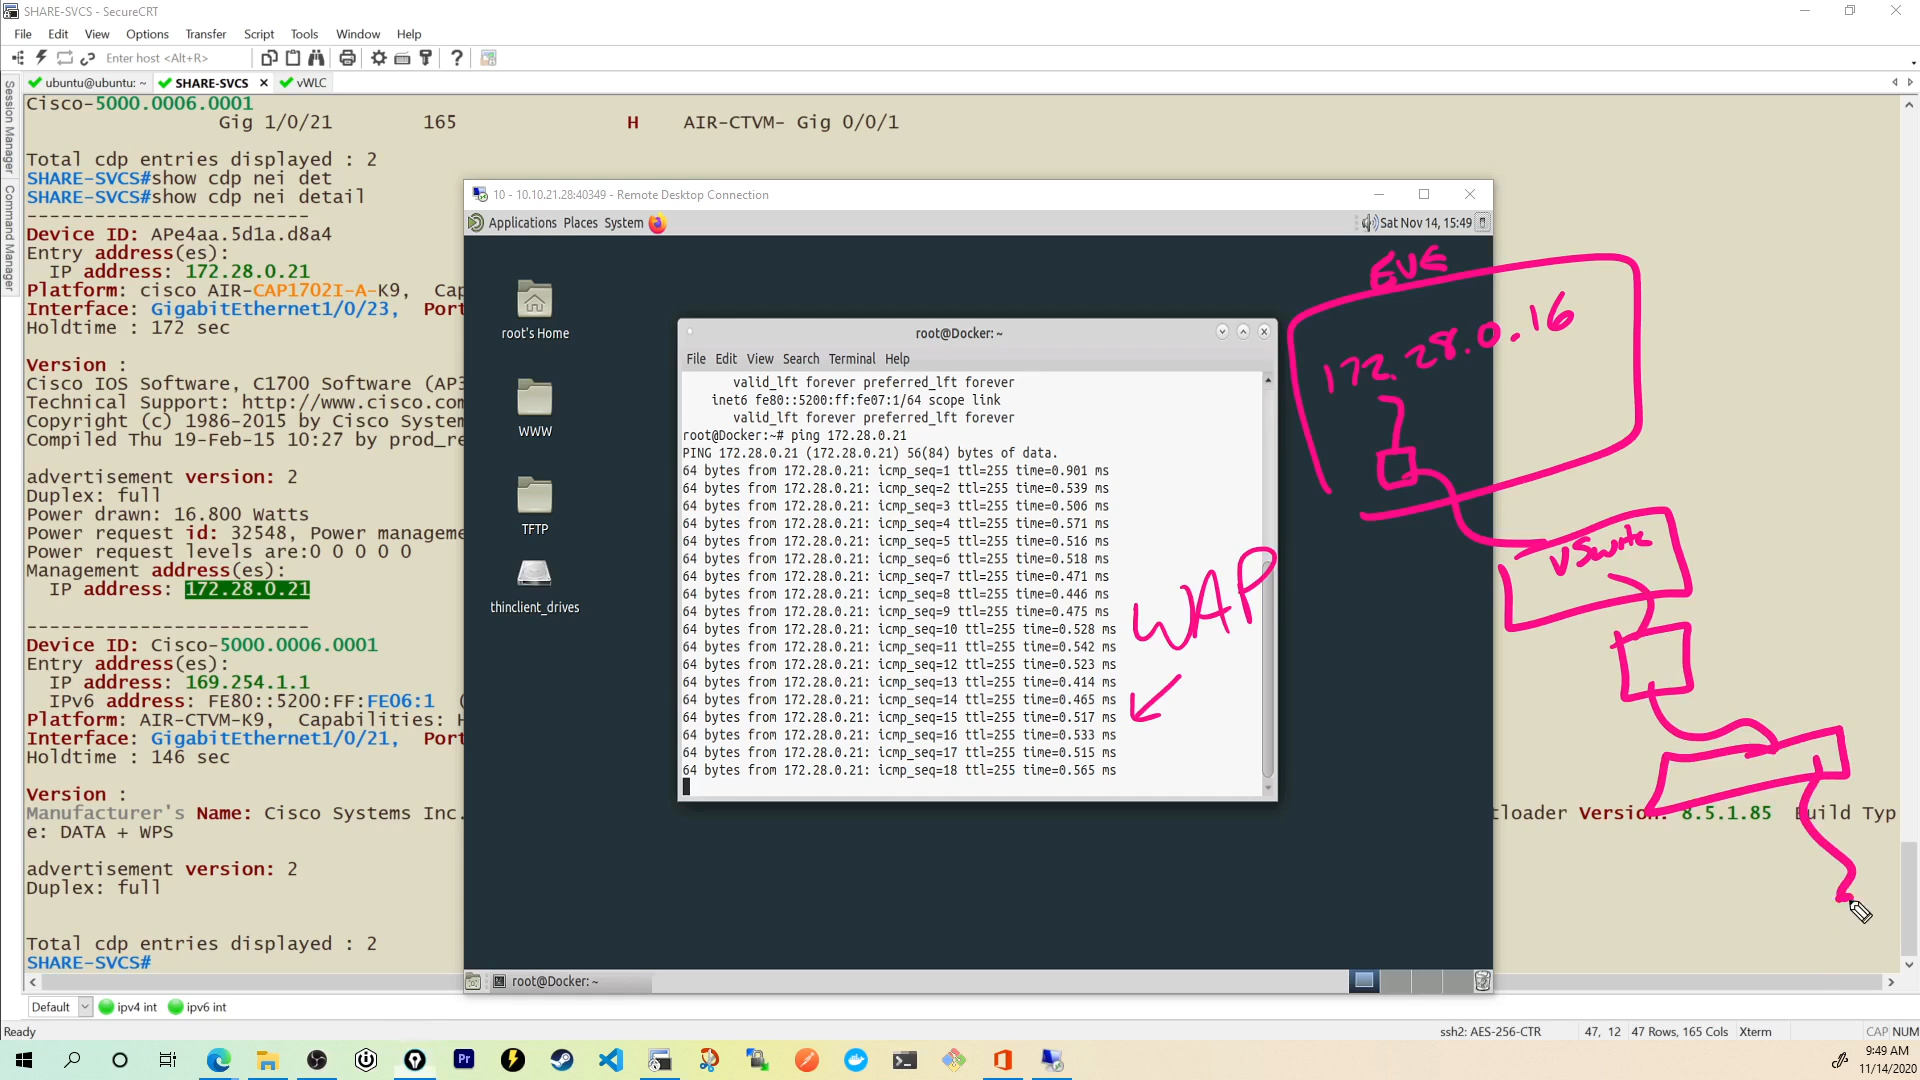 SHARE-SVCS - SecureCRT
File Edit View Options Transfer Script Tools Window Help
Enter host <Alt+R>
ubuntu@ubuntu: ~ SHARE-SVCS × vWLC
Session Manager
Command Manager
Cisco-5000.0006.0001
Gig 1/0/21 165 H AIR-CTVM- Gig 0/0/1
Total cdp entries displayed : 2
SHARE-SVCS#show cdp nei det
SHARE-SVCS#show cdp nei detail
-------------------------
Device ID: APe4aa.5d1a.d8a4
Entry address(es):
IP address: 172.28.0.21
Platform: cisco AIR-CAP1702I-A-K9, Cap
Interface: GigabitEthernet1/0/23, Port
Holdtime : 172 sec
Version :
Cisco IOS Software, C1700 Software (AP3
Technical Support: http://www.cisco.com
Copyright (c) 1986-2015 by Cisco System
Compiled Thu 19-Feb-15 10:27 by prod_re
advertisement version: 2
Duplex: full
Power drawn: 16.800 Watts
Power request id: 32548, Power manageme
Power request levels are:0 0 0 0 0
Management address(es):
IP address: 172.28.0.21
-------------------------
Device ID: Cisco-5000.0006.0001
Entry address(es):
IP address: 169.254.1.1
IPv6 address: FE80::5200:FF:FE06:1 (
Platform: AIR-CTVM-K9, Capabilities: H
Interface: GigabitEthernet1/0/21, Port
Holdtime : 146 sec
Version :
Manufacturer's Name: Cisco Systems Inc.
tloader Version: 8.5.1.85 Build Typ
e: DATA + WPS
advertisement version: 2
Duplex: full
Total cdp entries displayed : 2
SHARE-SVCS#
10 - 10.10.21.28:40349 - Remote Desktop Connection
Applications Places System
Sat Nov 14, 15:49
root's Home
WWW
TFTP
thinclient_drives
root@Docker: ~
File Edit View Search Terminal Help
valid_lft forever preferred_lft forever
inet6 fe80::5200:ff:fe07:1/64 scope link
valid_lft forever preferred_lft forever
root@Docker:~# ping 172.28.0.21
PING 172.28.0.21 (172.28.0.21) 56(84) bytes of data.
64 bytes from 172.28.0.21: icmp_seq=1 ttl=255 time=0.901 ms
64 bytes from 172.28.0.21: icmp_seq=2 ttl=255 time=0.539 ms
64 bytes from 172.28.0.21: icmp_seq=3 ttl=255 time=0.506 ms
64 bytes from 172.28.0.21: icmp_seq=4 ttl=255 time=0.571 ms
64 bytes from 172.28.0.21: icmp_seq=5 ttl=255 time=0.516 ms
64 bytes from 172.28.0.21: icmp_seq=6 ttl=255 time=0.518 ms
64 bytes from 172.28.0.21: icmp_seq=7 ttl=255 time=0.471 ms
64 bytes from 172.28.0.21: icmp_seq=8 ttl=255 time=0.446 ms
64 bytes from 172.28.0.21: icmp_seq=9 ttl=255 time=0.475 ms
64 bytes from 172.28.0.21: icmp_seq=10 ttl=255 time=0.528 ms
64 bytes from 172.28.0.21: icmp_seq=11 ttl=255 time=0.542 ms
64 bytes from 172.28.0.21: icmp_seq=12 ttl=255 time=0.523 ms
64 bytes from 172.28.0.21: icmp_seq=13 ttl=255 time=0.414 ms
64 bytes from 172.28.0.21: icmp_seq=14 ttl=255 time=0.465 ms
64 bytes from 172.28.0.21: icmp_seq=15 ttl=255 time=0.517 ms
64 bytes from 172.28.0.21: icmp_seq=16 ttl=255 time=0.533 ms
64 bytes from 172.28.0.21: icmp_seq=17 ttl=255 time=0.515 ms
64 bytes from 172.28.0.21: icmp_seq=18 ttl=255 time=0.565 ms
root@Docker: ~
EVE
172.28.0.16
WAP
Default ipv4 int ipv6 int
Ready
ssh2: AES-256-CTR 47, 12 47 Rows, 165 Cols Xterm CAP NUM
Pr
9:49 AM
11/14/2020